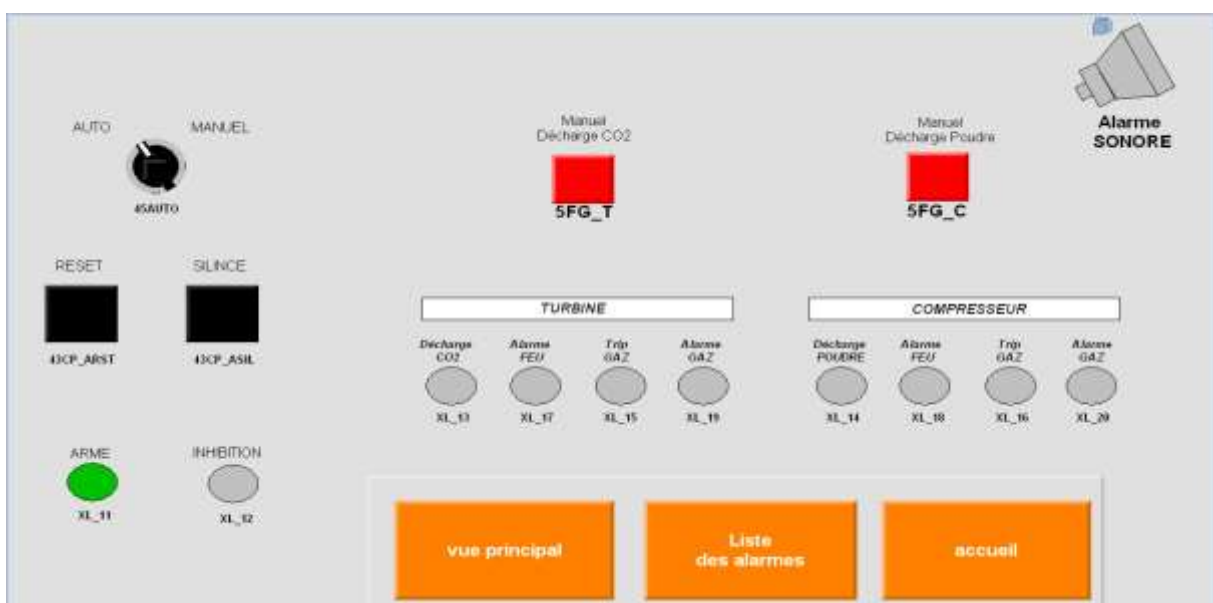 Alarme
SONORE
AUTO
MANUEL
45AUTO
Manuel
Décharge CO2
5FG_T
Manuel
Décharge Poudre
5FG_C
RESET
SILINCE
43CP_ARST
43CP_ASIL
TURBINE
Décharge
CO2
Alarme
FEU
Trip
GAZ
Alarme
GAZ
XL_13
XL_17
XL_15
XL_19
COMPRESSEUR
Décharge
POUDRE
Alarme
FEU
Trip
GAZ
Alarme
GAZ
XL_14
XL_18
XL_16
XL_20
ARME
INHIBITION
XL_11
XL_12
vue principal
Liste
des alarmes
accueil